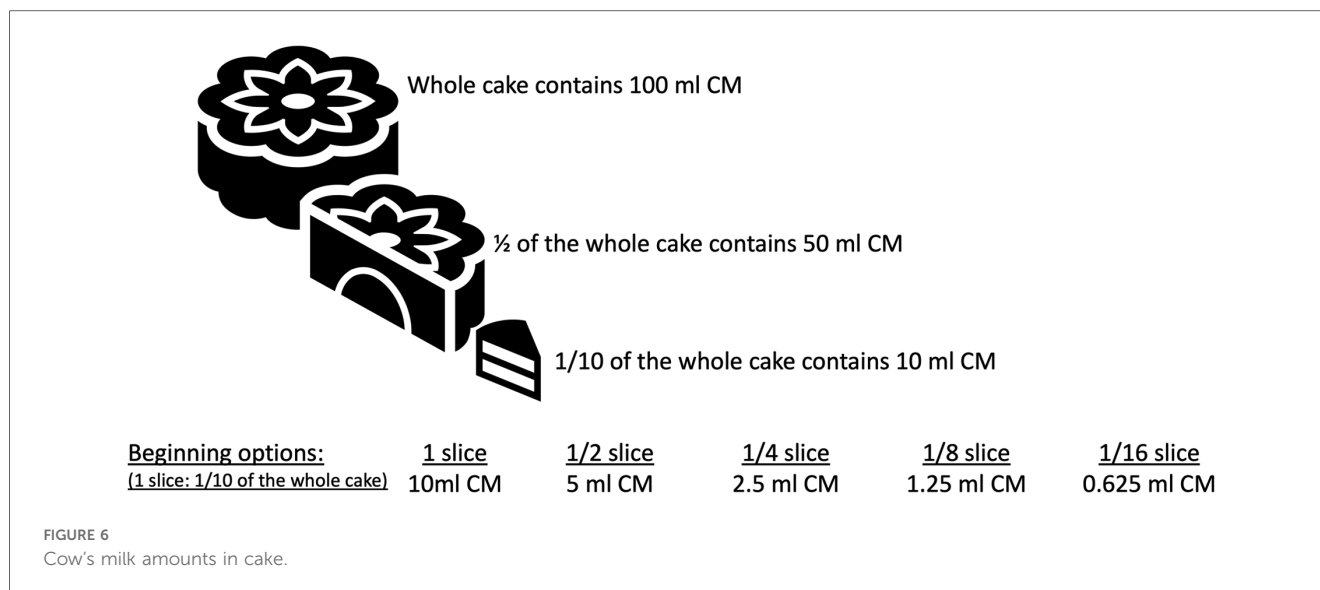 Whole cake contains 100 ml CM
½ of the whole cake contains 50 ml CM
1/10 of the whole cake contains 10 ml CM
Beginning options: 1 slice 1/2 slice 1/4 slice 1/8 slice 1/16 slice
(1 slice: 1/10 of the whole cake) 10ml CM 5 ml CM 2.5 ml CM 1.25 ml CM 0.625 ml CM
FIGURE 6
Cow's milk amounts in cake.